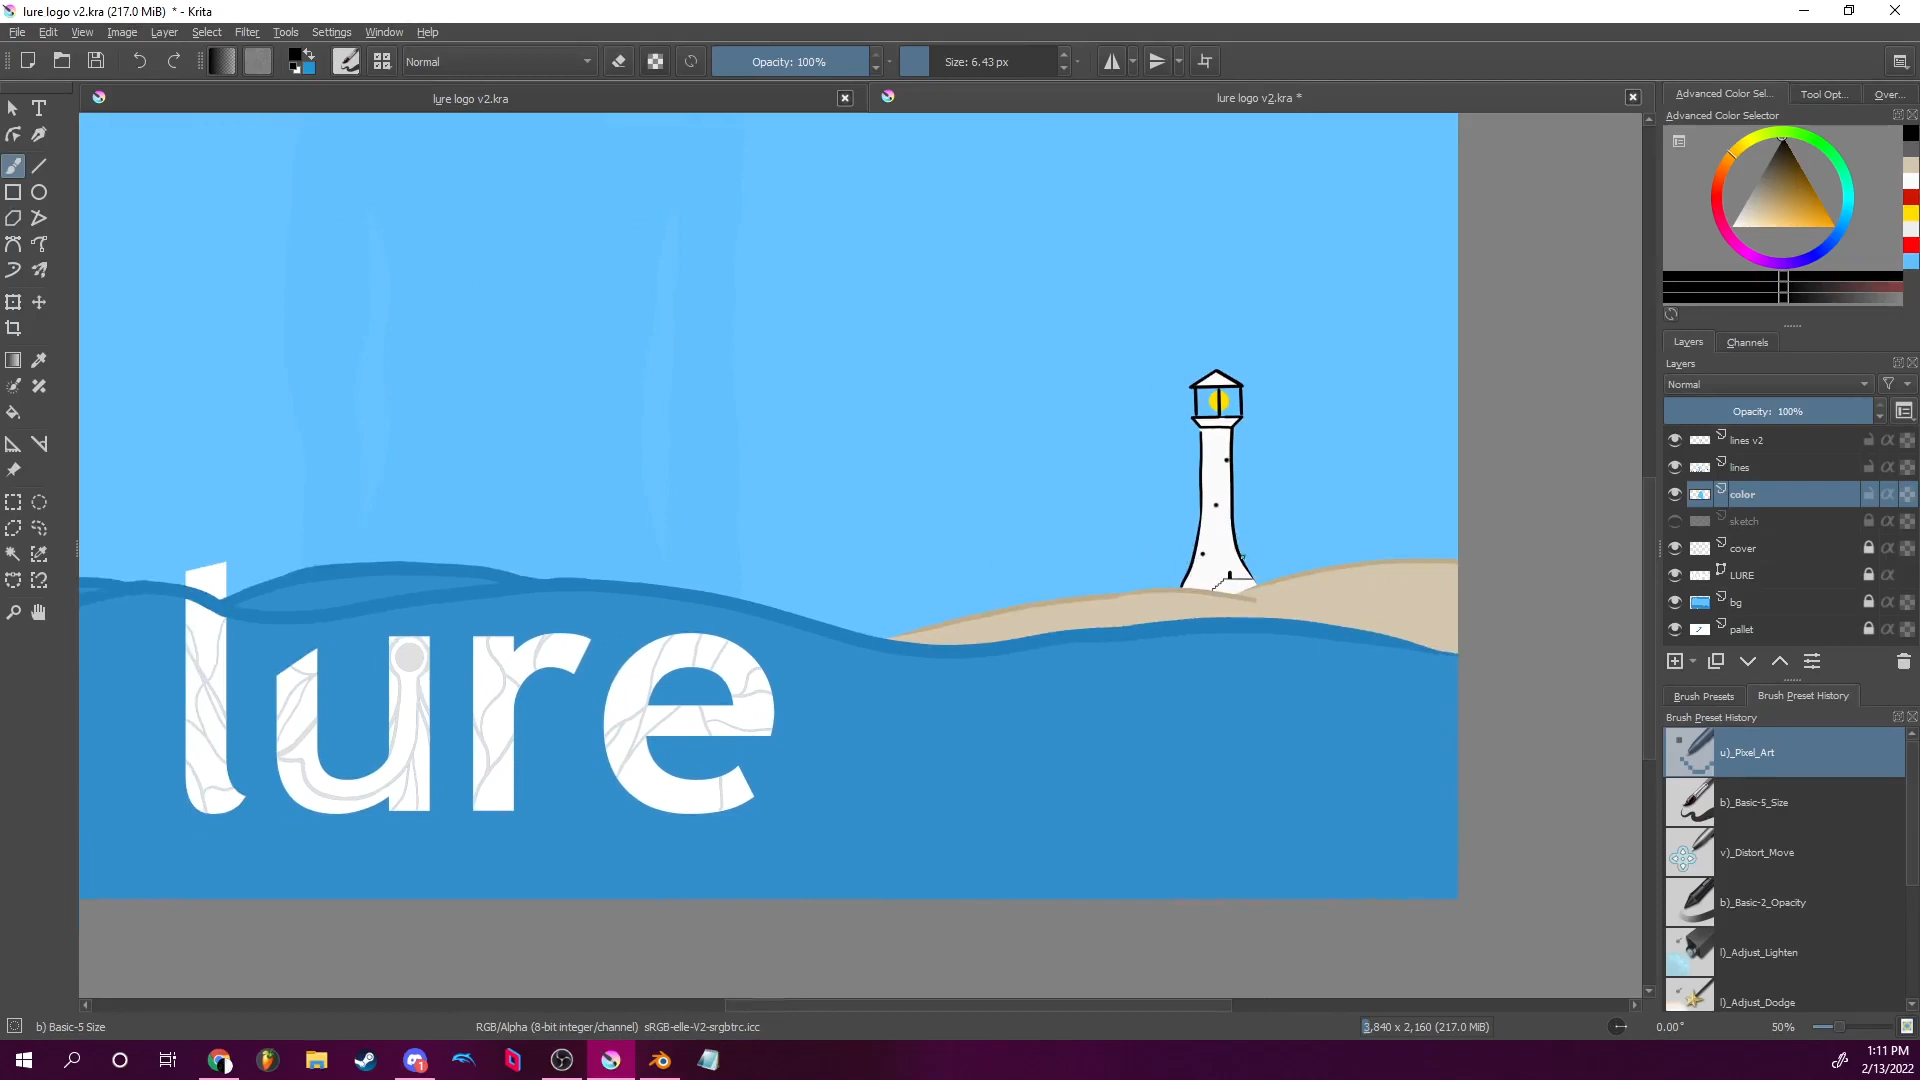 lure logo v2.kra (217.0 MiB)  * - Krita
File Edit View Image Layer Select Filter Tools Settings Window Help
Normal
Opacity: 100%
Size: 6.43 px
lure logo v2.kra
lure logo v2.kra *
Advanced Color Sel... Tool Opt... Over...
Advanced Color Selector
Layers Channels
Layers
Normal
Opacity: 100%
lines v2
lines
color
sketch
cover
LURE
bg
pallet
Brush Presets Brush Preset History
Brush Preset History
u)_Pixel_Art
b)_Basic-5_Size
v)_Distort_Move
b)_Basic-2_Opacity
l)_Adjust_Lighten
l)_Adjust_Dodge
lure
b) Basic-5 Size
RGB/Alpha (8-bit integer/channel)  sRGB-elle-V2-srgbtrc.icc
3,840 x 2,160 (217.0 MiB)
0.00°
50%
1
1:11 PM
2/13/2022